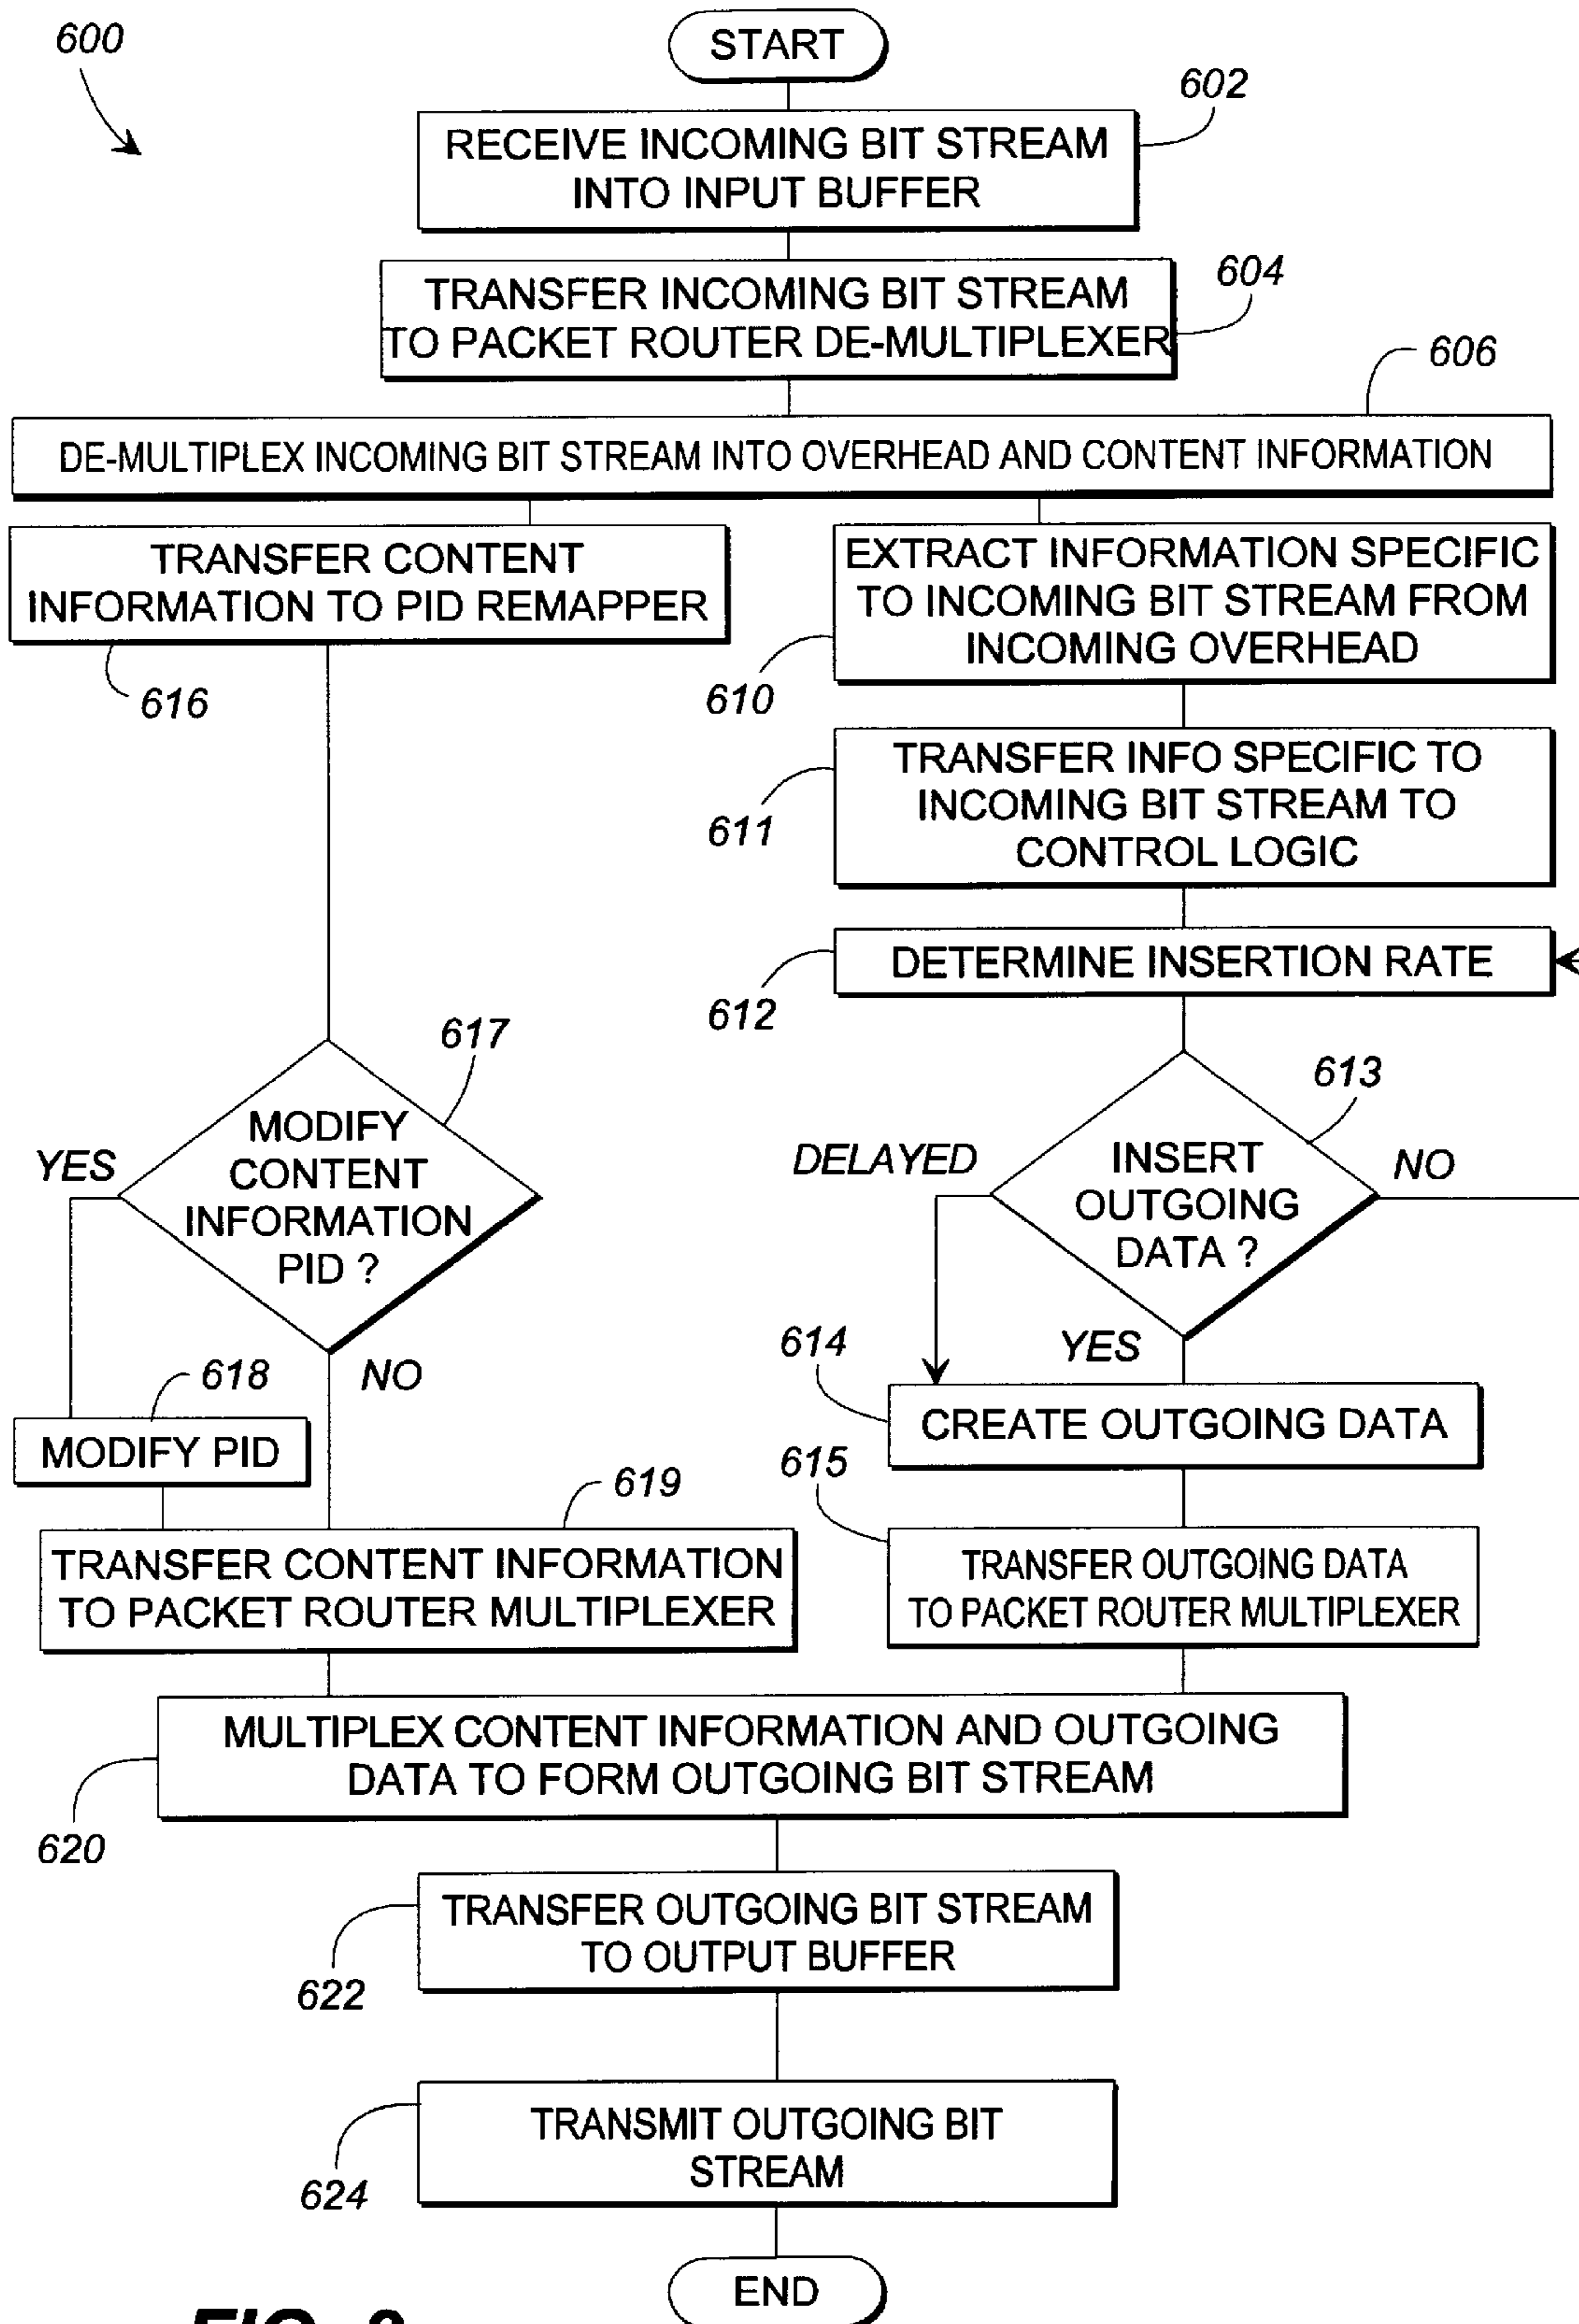 600
START
602
RECEIVE INCOMING BIT STREAM
INTO INPUT BUFFER
604
TRANSFER INCOMING BIT STREAM
TO PACKET ROUTER DE-MULTIPLEXER
606
DE-MULTIPLEX INCOMING BIT STREAM INTO OVERHEAD AND CONTENT INFORMATION
TRANSFER CONTENT
INFORMATION TO PID REMAPPER
616
EXTRACT INFORMATION SPECIFIC
TO INCOMING BIT STREAM FROM
INCOMING OVERHEAD
610
TRANSFER INFO SPECIFIC TO
INCOMING BIT STREAM TO
CONTROL LOGIC
611
DETERMINE INSERTION RATE
612
617
MODIFY
CONTENT
INFORMATION
PID ?
YES
NO
613
INSERT
OUTGOING
DATA ?
DELAYED
NO
YES
618
MODIFY PID
614
CREATE OUTGOING DATA
619
TRANSFER CONTENT INFORMATION
TO PACKET ROUTER MULTIPLEXER
615
TRANSFER OUTGOING DATA
TO PACKET ROUTER MULTIPLEXER
MULTIPLEX CONTENT INFORMATION AND OUTGOING
DATA TO FORM OUTGOING BIT STREAM
620
TRANSFER OUTGOING BIT STREAM
TO OUTPUT BUFFER
622
TRANSMIT OUTGOING BIT
STREAM
624
END